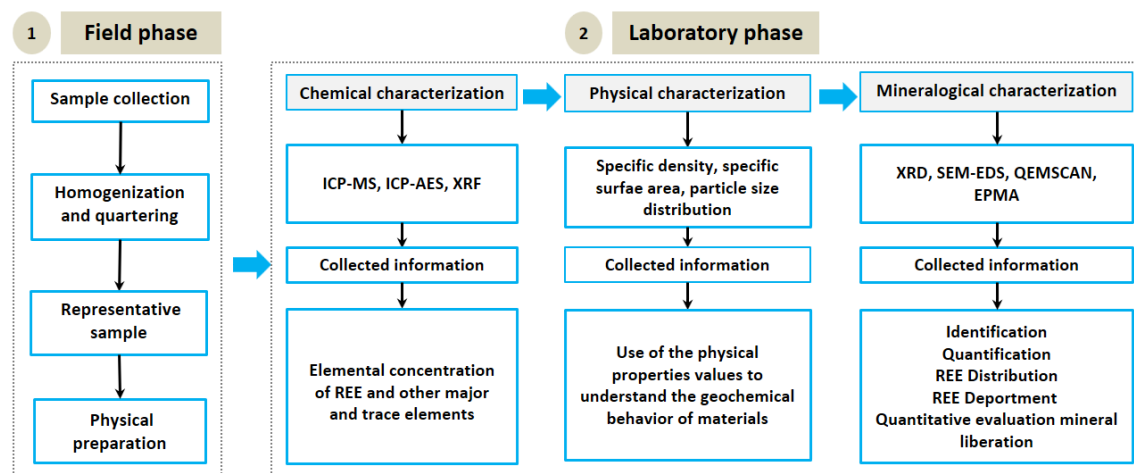 1
Field phase
2
Laboratory phase
Sample collection
Homogenization
and quartering
Representative
sample
Physical
preparation
Chemical characterization
ICP-MS, ICP-AES, XRF
Collected information
Elemental concentration
of REE and other major
and trace elements
Physical characterization
Specific density, specific
surfae area, particle size
distribution
Collected information
Use of the physical
properties values to
understand the geochemical
behavior of materials
Mineralogical characterization
XRD, SEM-EDS, QEMSCAN,
EPMA
Collected information
Identification
Quantification
REE Distribution
REE Deportment
Quantitative evaluation mineral
liberation